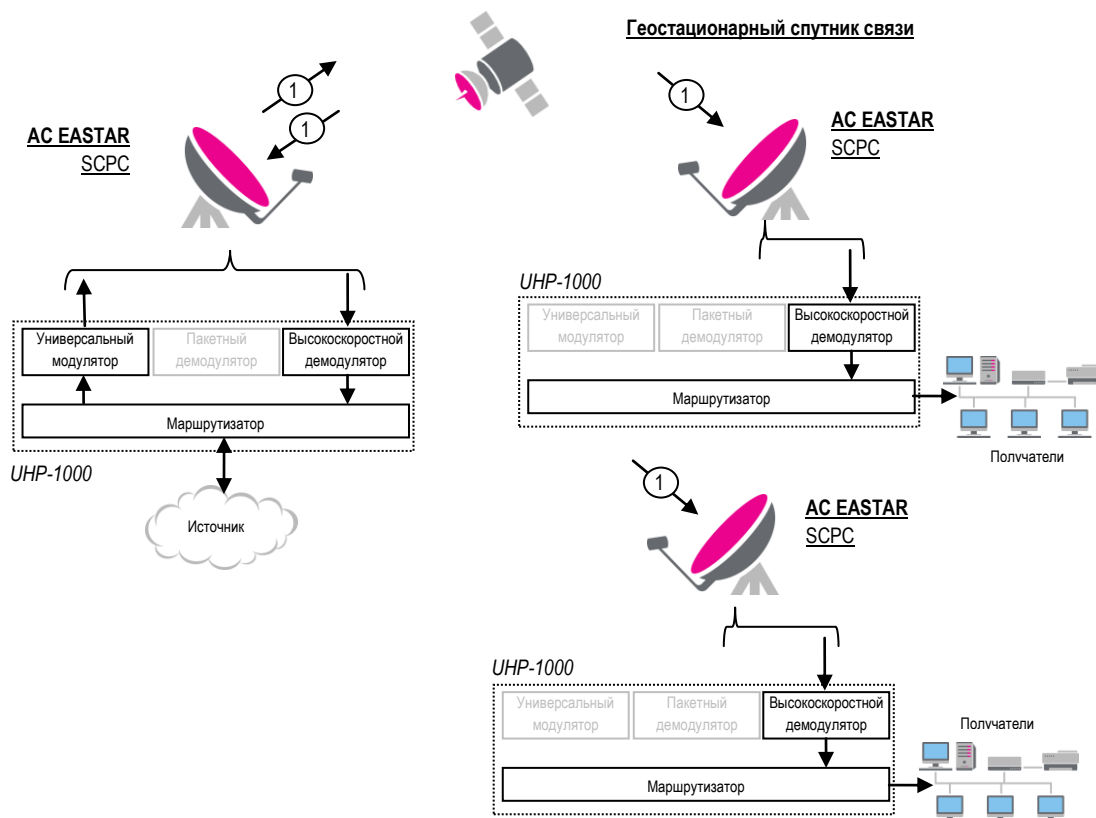 Геостационарный спутник связи
1
1
АС EASTAR
SCPC
1
АС EASTAR
SCPC
UHP-1000
Универсальный
модулятор
Пакетный
демодулятор
Высокоскоростной
демодулятор
Маршрутизатор
UHP-1000
Источник
Универсальный
модулятор
Пакетный
демодулятор
Высокоскоростной
демодулятор
Маршрутизатор
Получатели
1
АС EASTAR
SCPC
UHP-1000
Универсальный
модулятор
Пакетный
демодулятор
Высокоскоростной
демодулятор
Маршрутизатор
Получатели